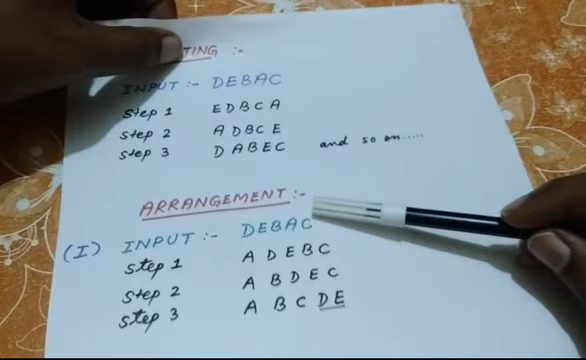 TING :-
INPUT :- DEBAC
Step 1 EDBCA
Step 2 ADBCE
Step 3 DABEC and so on.....
ARRANGEMENT :-
(I) INPUT :- DEBAC
Step 1 A D E B C
Step 2 A B D E C
Step 3 A B C D E